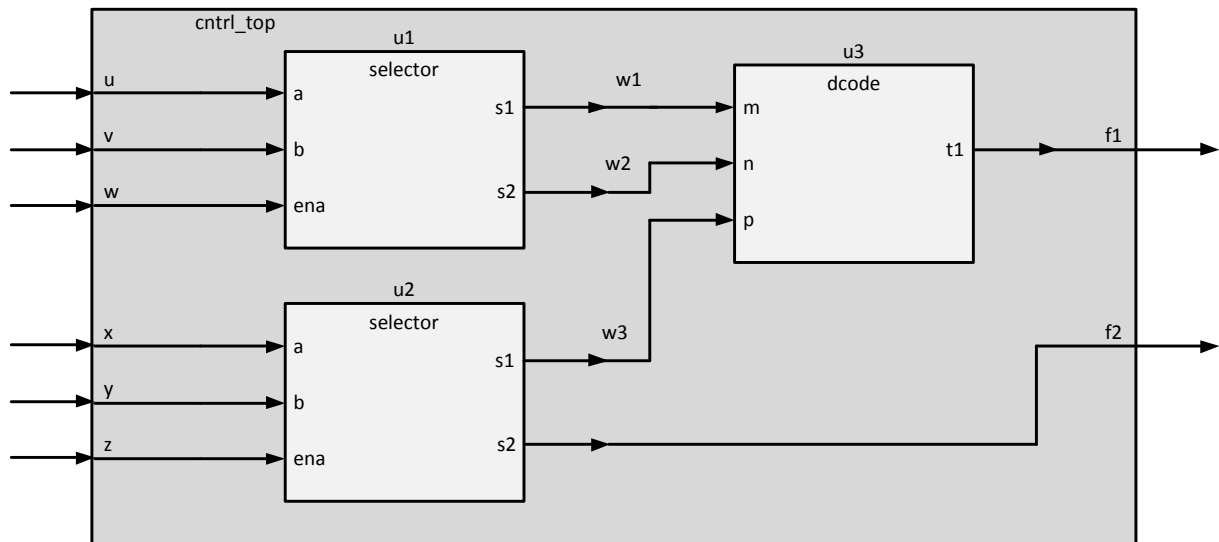 cntrl_top
u1
selector
u
a
v
b
w
ena
s1
s2
w1
w2
u3
dcode
m
n
p
t1
f1
u2
selector
x
a
y
b
z
ena
s1
s2
w3
f2